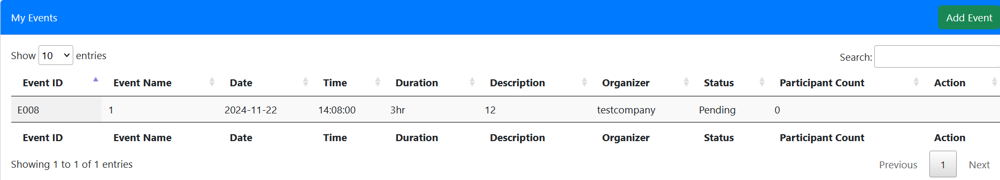 My Events Add Event
Show 10 entries Search:
Event ID Event Name Date Time Duration Description Organizer Status Participant Count Action
E008 1 2024-11-22 14:08:00 3hr 12 testcompany Pending 0
Event ID Event Name Date Time Duration Description Organizer Status Participant Count Action
Showing 1 to 1 of 1 entries Previous 1 Next